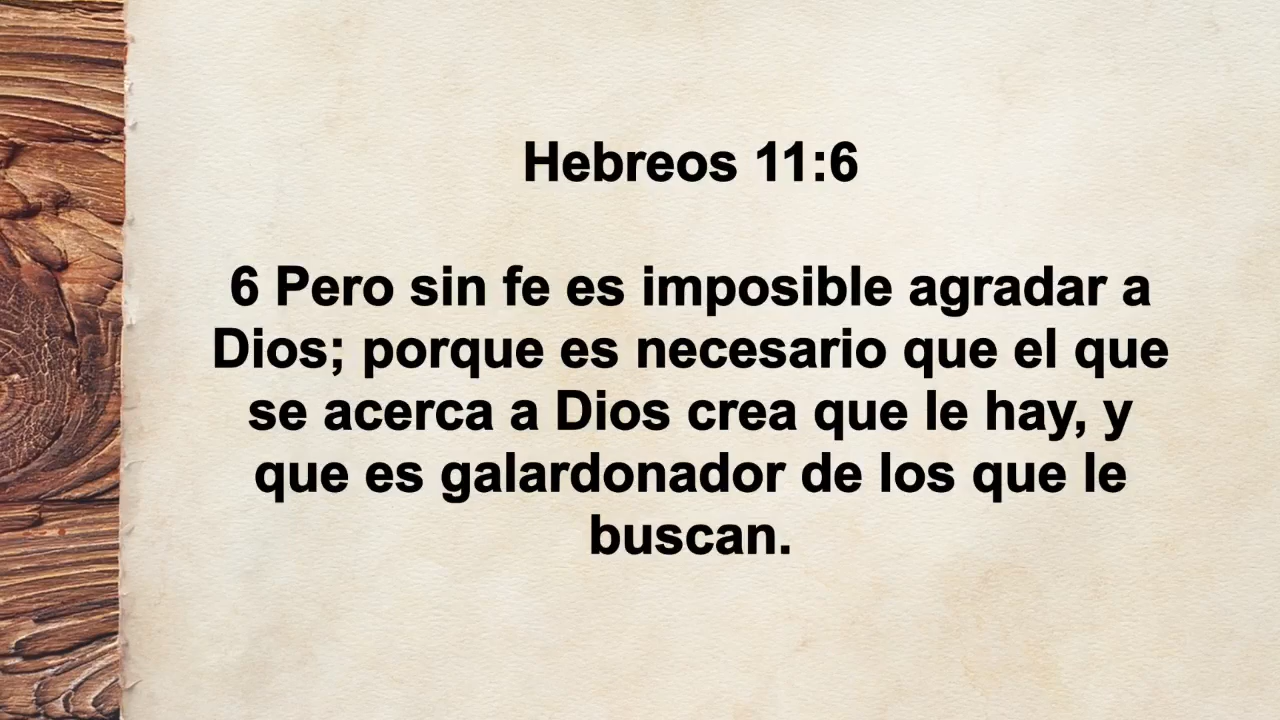 Hebreos 11:6
6 Pero sin fe es imposible agradar a
Dios; porque es necesario que el que
se acerca a Dios crea que le hay, y
que es galardonador de los que le
buscan.